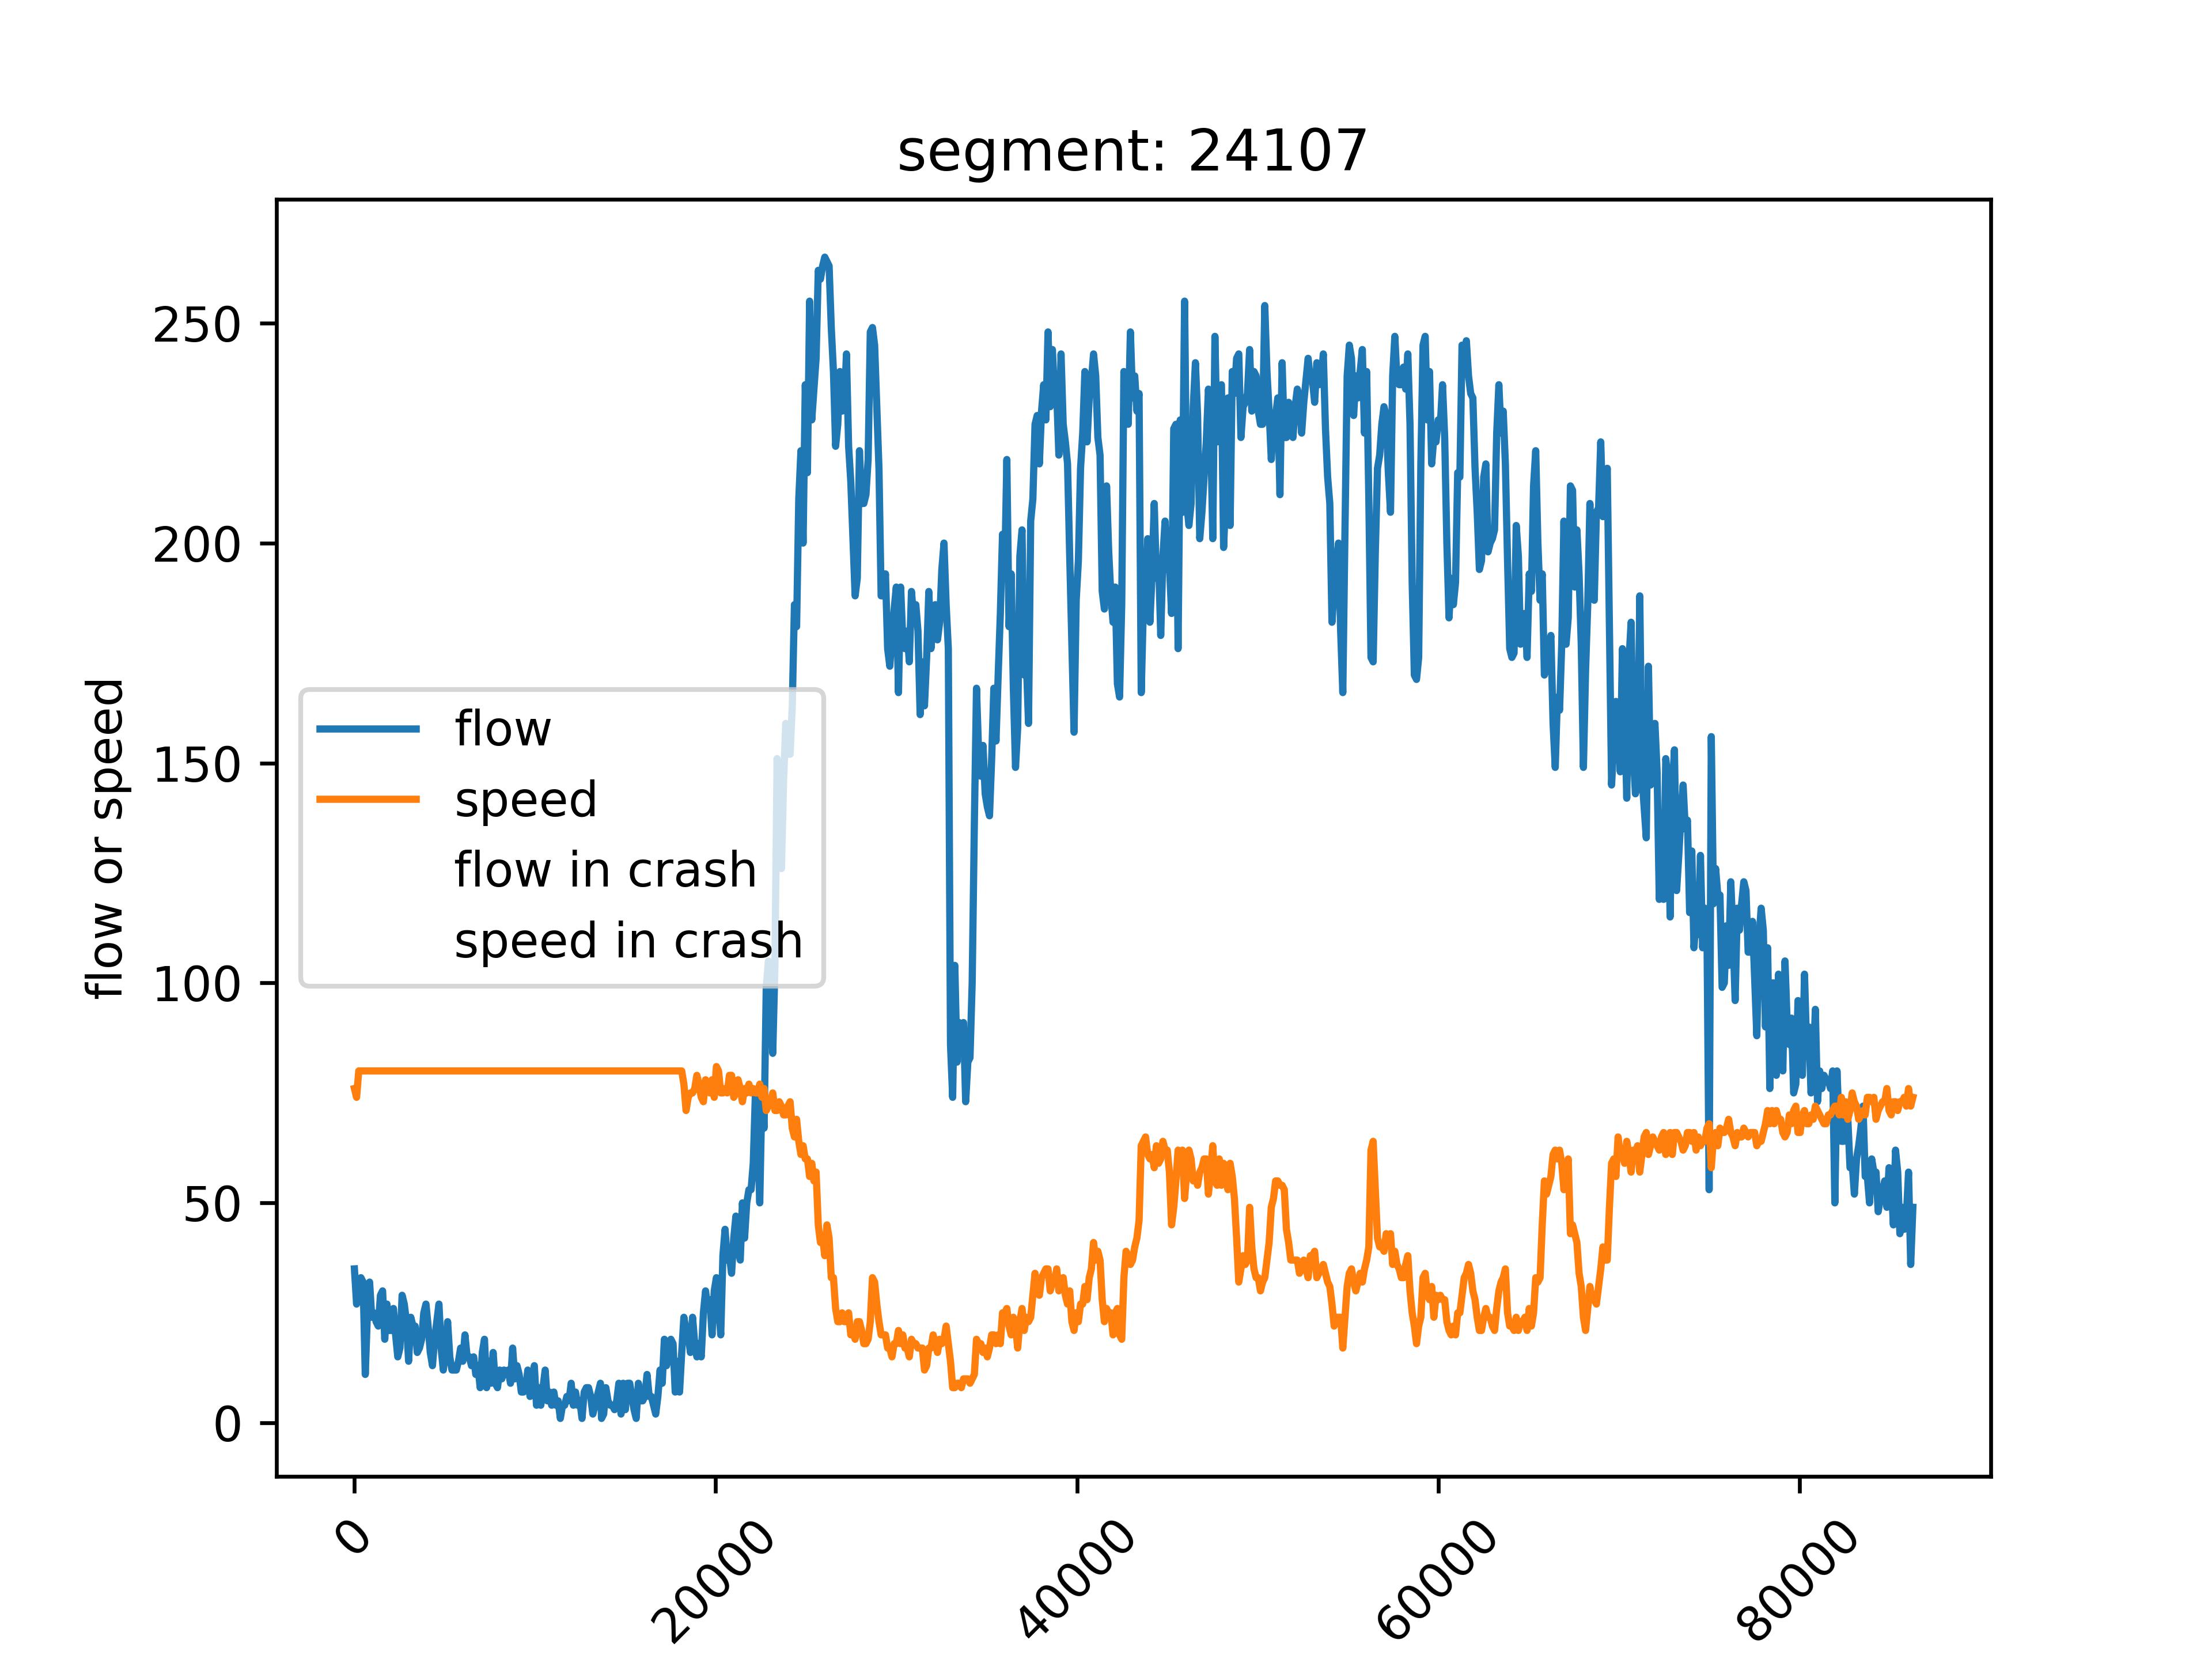 segment: 24107
flow or speed
250
200
150
100
50
0
flow
speed
flow in crash
speed in crash
0
20000
40000
60000
80000